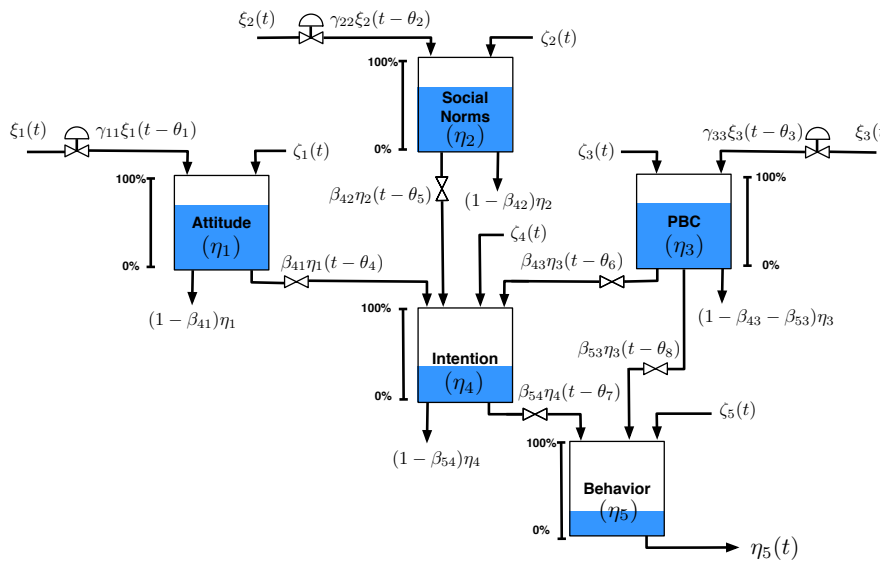 ξ₂(t) γ₂₂ξ₂(t − θ₂) ζ₂(t)
100%
Social
Norms
(η₂)
0%
ξ₁(t) γ₁₁ξ₁(t − θ₁) ζ₁(t)
100%
Attitude
(η₁)
0%
ζ₃(t) γ₃₃ξ₃(t − θ₃) ξ₃(t
100%
PBC
(η₃)
0%
β₄₂η₂(t − θ₅) (1 − β₄₂)η₂
ζ₄(t)
β₄₁η₁(t − θ₄) β₄₃η₃(t − θ₆)
(1 − β₄₁)η₁ (1 − β₄₃ − β₅₃)η₃
100%
Intention
(η₄)
0%
β₅₃η₃(t − θ₈)
β₅₄η₄(t − θ₇) ζ₅(t)
(1 − β₅₄)η₄
100%
Behavior
(η₅)
0%
η₅(t)